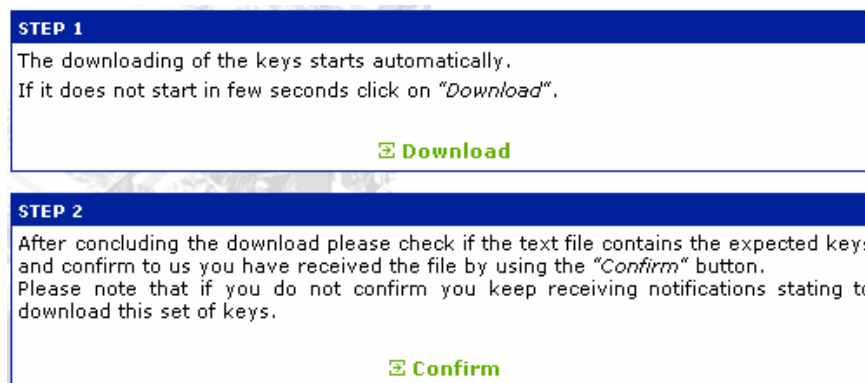 STEP 1
The downloading of the keys starts automatically.
If it does not start in few seconds click on "Download".
Download
STEP 2
After concluding the download please check if the text file contains the expected keys
and confirm to us you have received the file by using the "Confirm" button.
Please note that if you do not confirm you keep receiving notifications stating to
download this set of keys.
Confirm